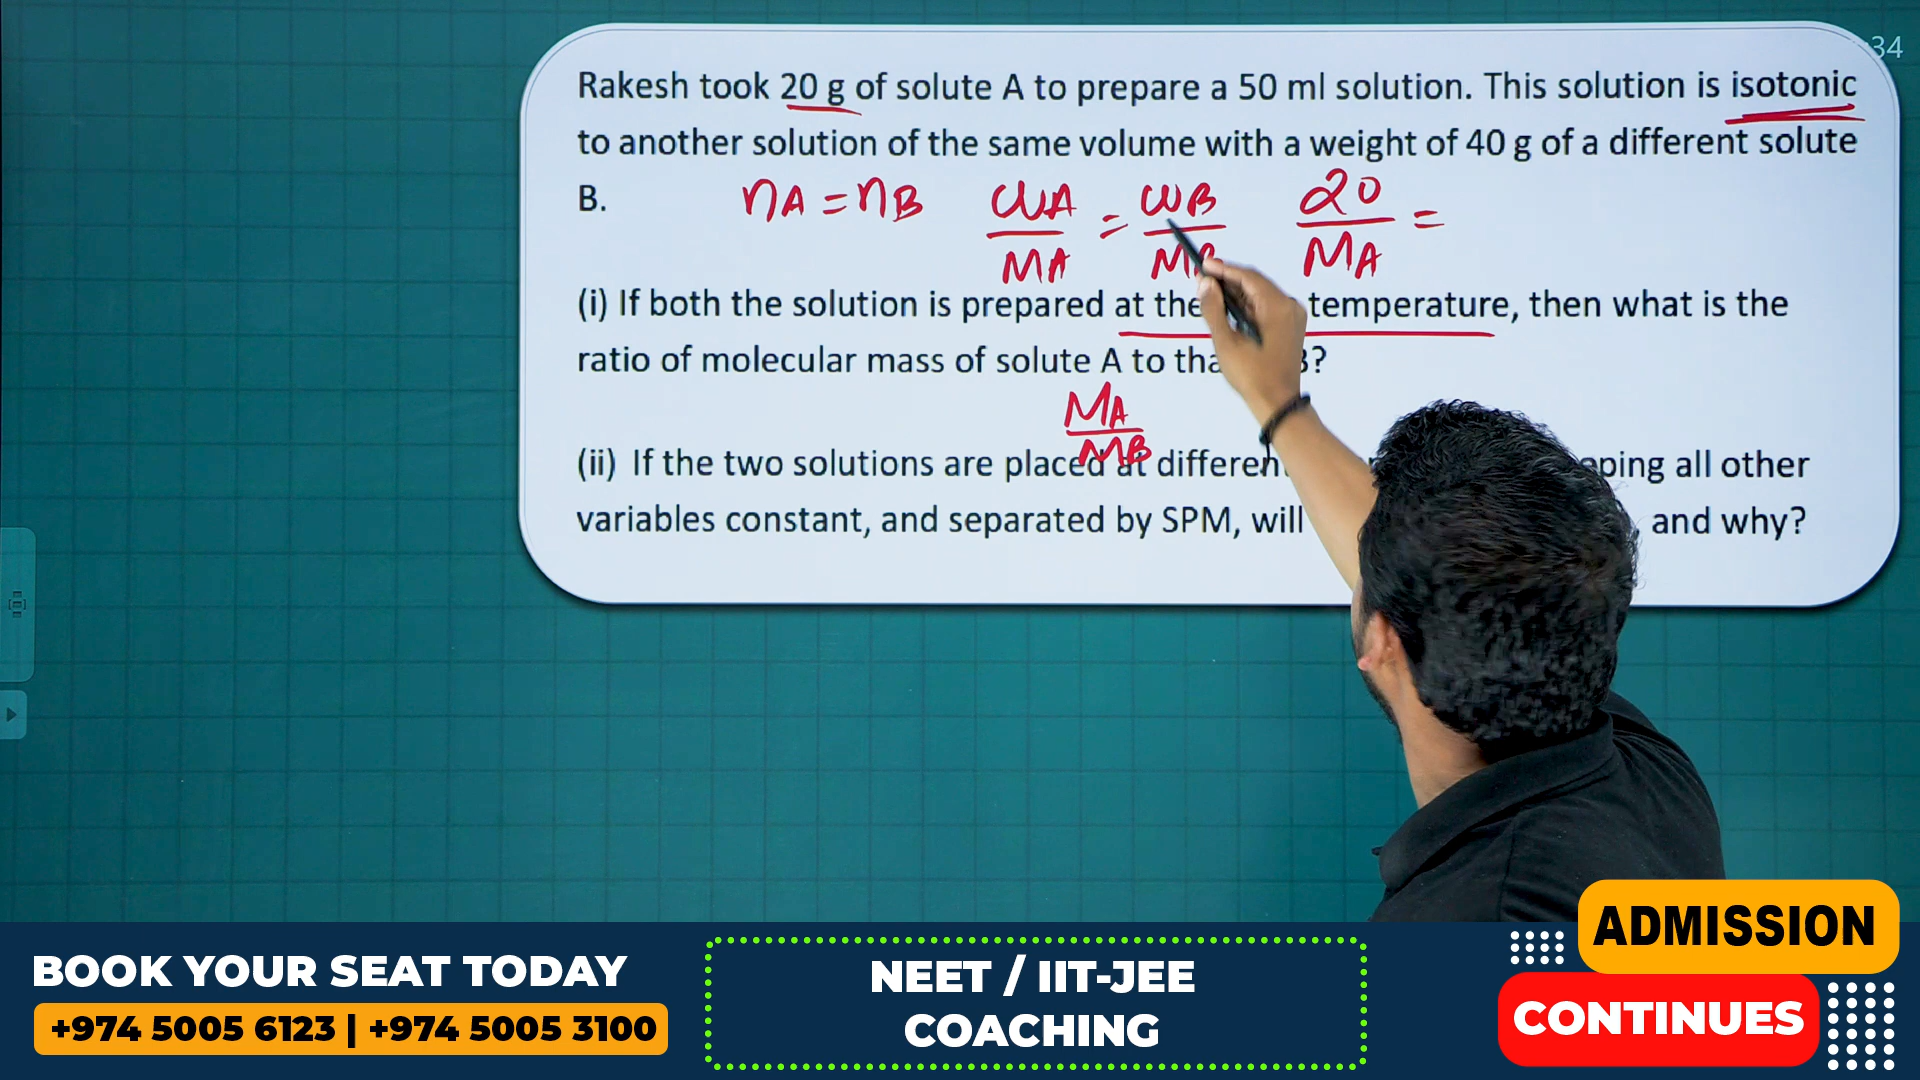 34
Rakesh took 20 g of solute A to prepare a 50 ml solution. This solution is isotonic
to another solution of the same volume with a weight of 40 g of a different solute
B.
nA = nB WA/MA = WB/MB 20/MA =
(i) If both the solution is prepared at the temperature, then what is the
ratio of molecular mass of solute A to ?
MA/MB
(ii) If the two solutions are placed at all other
variables constant, and separated by SPM, will and why?
BOOK YOUR SEAT TODAY
+974 5005 6123 | +974 5005 3100
NEET / IIT-JEE
COACHING
ADMISSION
CONTINUES